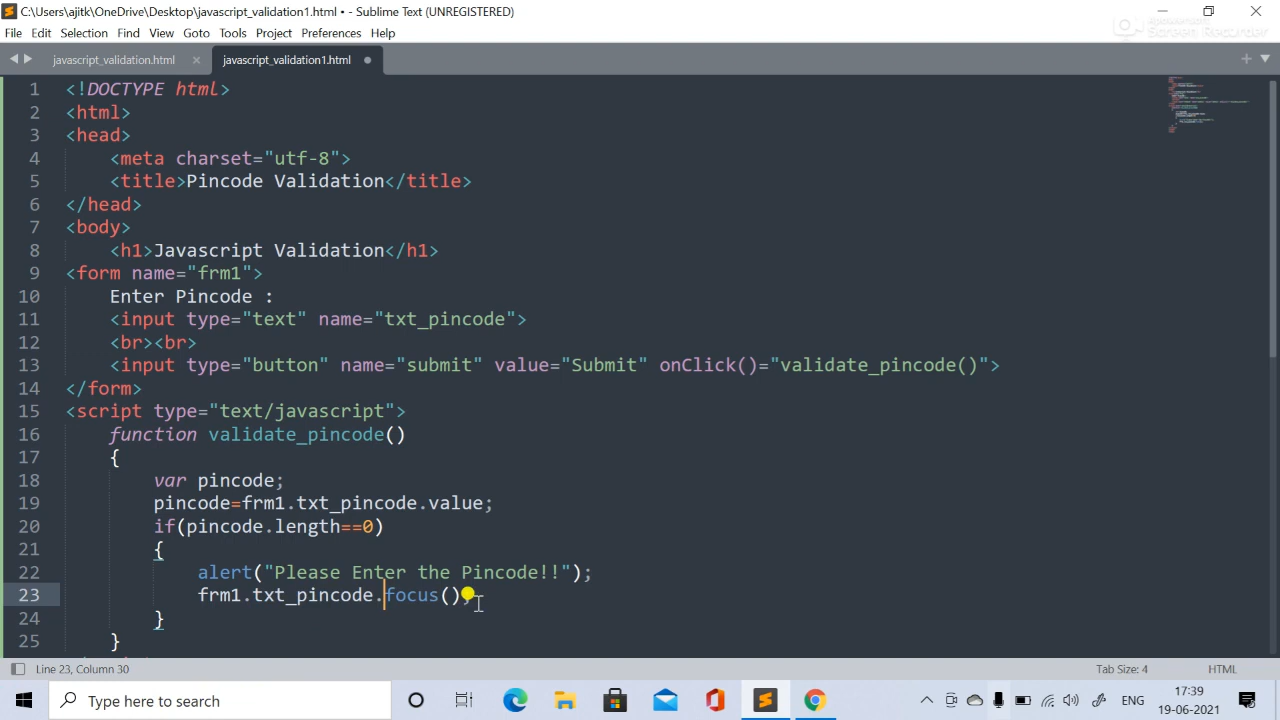 C:\Users\ajitk\OneDrive\Desktop\javascript_validation1.html • - Sublime Text (UNREGISTERED)
File Edit Selection Find View Goto Tools Project Preferences Help
Apowersoft
Screen Recorder
javascript_validation.html × javascript_validation1.html
1 <!DOCTYPE html>
2 <html>
3 <head>
4 <meta charset="utf-8">
5 <title>Pincode Validation</title>
6 </head>
7 <body>
8 <h1>Javascript Validation</h1>
9 <form name="frm1">
10 Enter Pincode :
11 <input type="text" name="txt_pincode">
12 <br><br>
13 <input type="button" name="submit" value="Submit" onClick()="validate_pincode()">
14 </form>
15 <script type="text/javascript">
16 function validate_pincode()
17 {
18 var pincode;
19 pincode=frm1.txt_pincode.value;
20 if(pincode.length==0)
21 {
22 alert("Please Enter the Pincode!!");
23 frm1.txt_pincode.focus();
24 }
25 }
Line 23, Column 30 Tab Size: 4 HTML
Type here to search ENG 17:39
19-06-2021